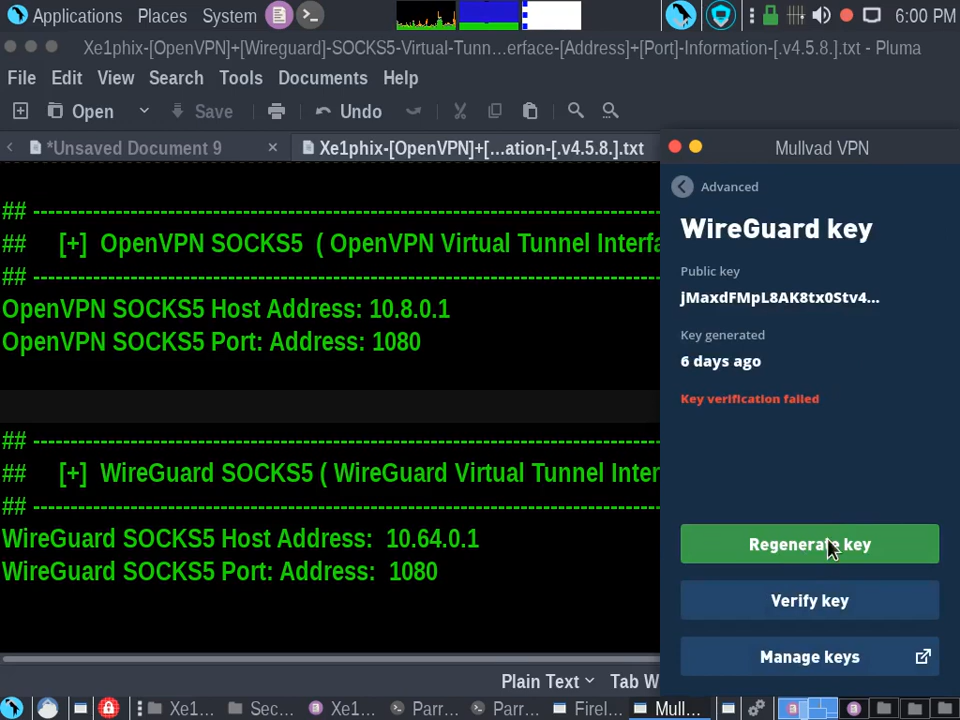 Applications Places System 6:00 PM
Xe1phix-[OpenVPN]+[Wireguard]-SOCKS5-Virtual-Tunn...erface-[Address]+[Port]-Information-[.v4.5.8.].txt - Pluma
File Edit View Search Tools Documents Help
Open Save Undo
*Unsaved Document 9 Xe1phix-[OpenVPN]+[...ation-[.v4.5.8.].txt
## ---------------------------------------------------------------
## [+] OpenVPN SOCKS5 ( OpenVPN Virtual Tunnel Interfa
## ---------------------------------------------------------------
OpenVPN SOCKS5 Host Address: 10.8.0.1
OpenVPN SOCKS5 Port: Address: 1080
## ---------------------------------------------------------------
## [+] WireGuard SOCKS5 ( WireGuard Virtual Tunnel Inter
## ---------------------------------------------------------------
WireGuard SOCKS5 Host Address: 10.64.0.1
WireGuard SOCKS5 Port: Address: 1080
Plain Text Tab W
Mullvad VPN
Advanced
WireGuard key
Public key
jMaxdFMpL8AK8tx0Stv4...
Key generated
6 days ago
Key verification failed
Regenerate key
Verify key
Manage keys
Xe1... Sec... Xe1... Parr... Parr... Firel... Mull...